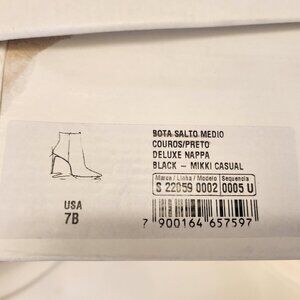 BOTA SALTO MEDIO
COUROS/PRETO
DELUXE NAPPA
BLACK - MIKKI CASUAL
Marca / Linha / Modelo Sequencia
S 22059 0002 0005 U
USA
7B
7 900164 657597